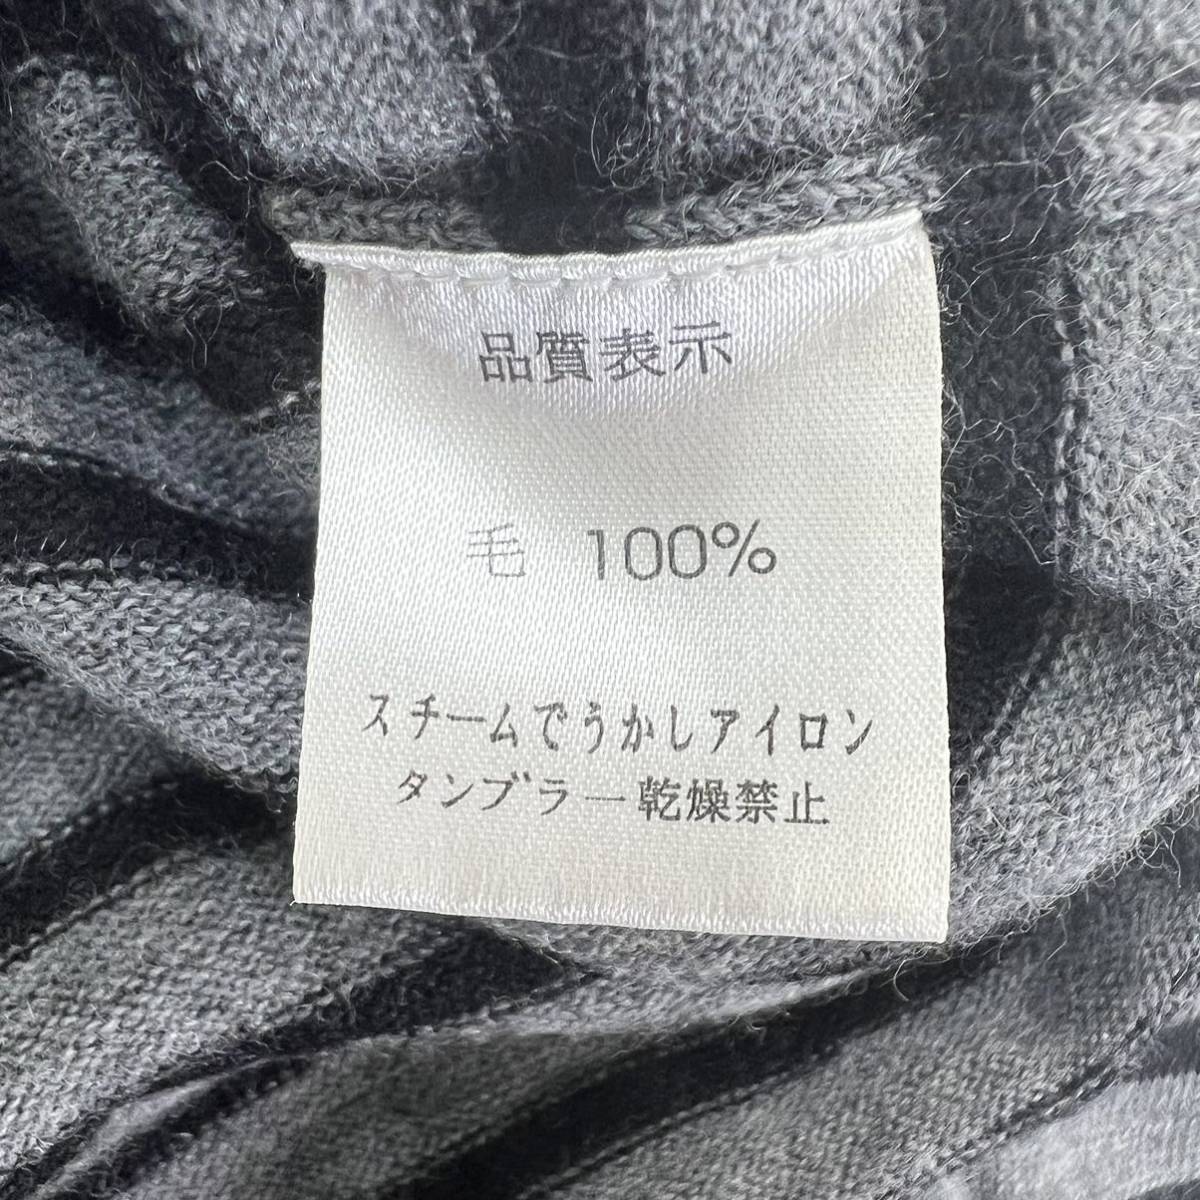 品質表示
毛 100%
スチームでうかしアイロン
タンブラー乾燥禁止